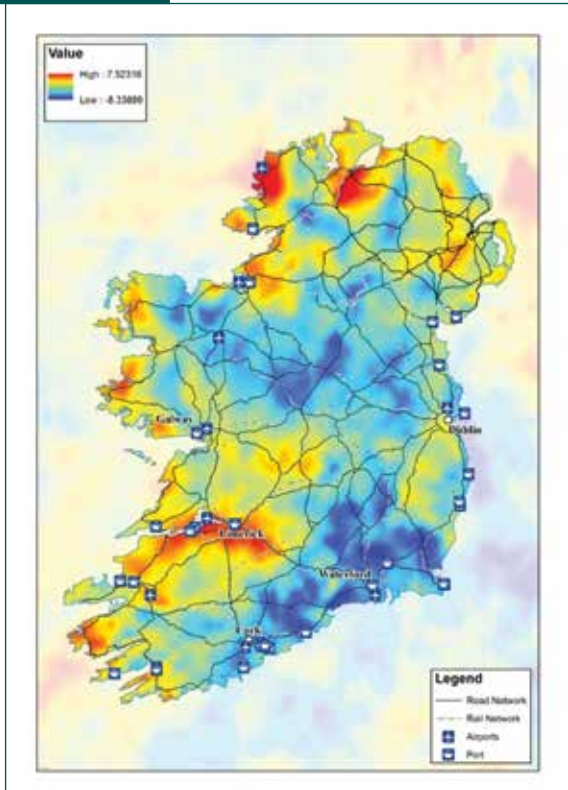 Value
High : 7.52316
Low : -8.33889
Galway
Dublin
Limerick
Waterford
Cork
Legend
Road Network
Rail Network
Airports
Port